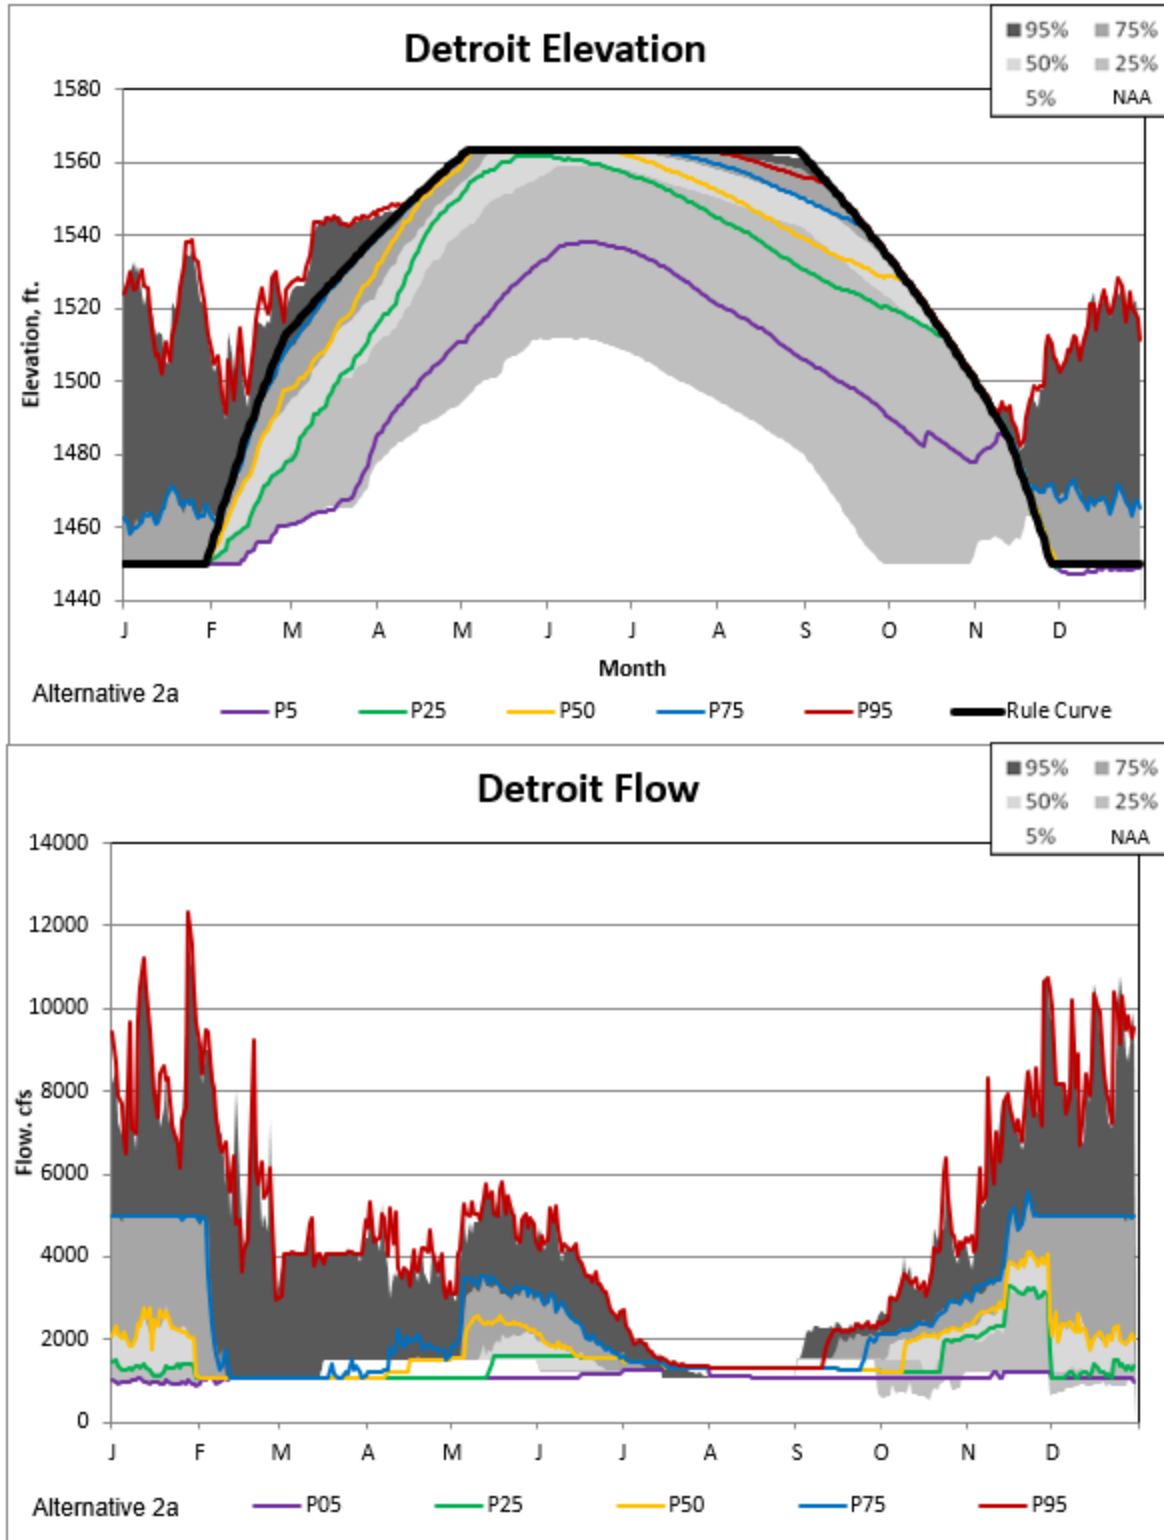 Detroit Elevation
95% 75%
50% 25%
5% NAA
1580
1560
1540
1520
1500
1480
1460
1440
Elevation, ft.
J F M A M J J A S O N D
Month
Alternative 2a
P5 P25 P50 P75 P95 Rule Curve
Detroit Flow
95% 75%
50% 25%
5% NAA
14000
12000
10000
8000
6000
4000
2000
0
Flow. cfs
J F M A M J J A S O N D
Alternative 2a
P05 P25 P50 P75 P95